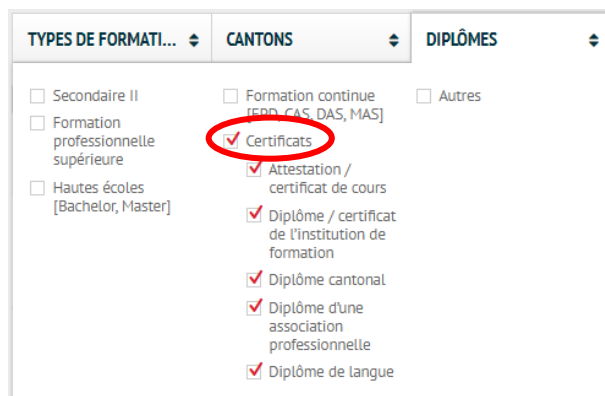 TYPES DE FORMATI...
CANTONS
DIPLÔMES
Secondaire II
Formation
professionnelle
supérieure
Hautes écoles
[Bachelor, Master]
Formation continue
[EPD, CAS, DAS, MAS]
Certificats
Attestation /
certificat de cours
Diplôme / certificat
de l'institution de
formation
Diplôme cantonal
Diplôme d'une
association
professionnelle
Diplôme de langue
Autres